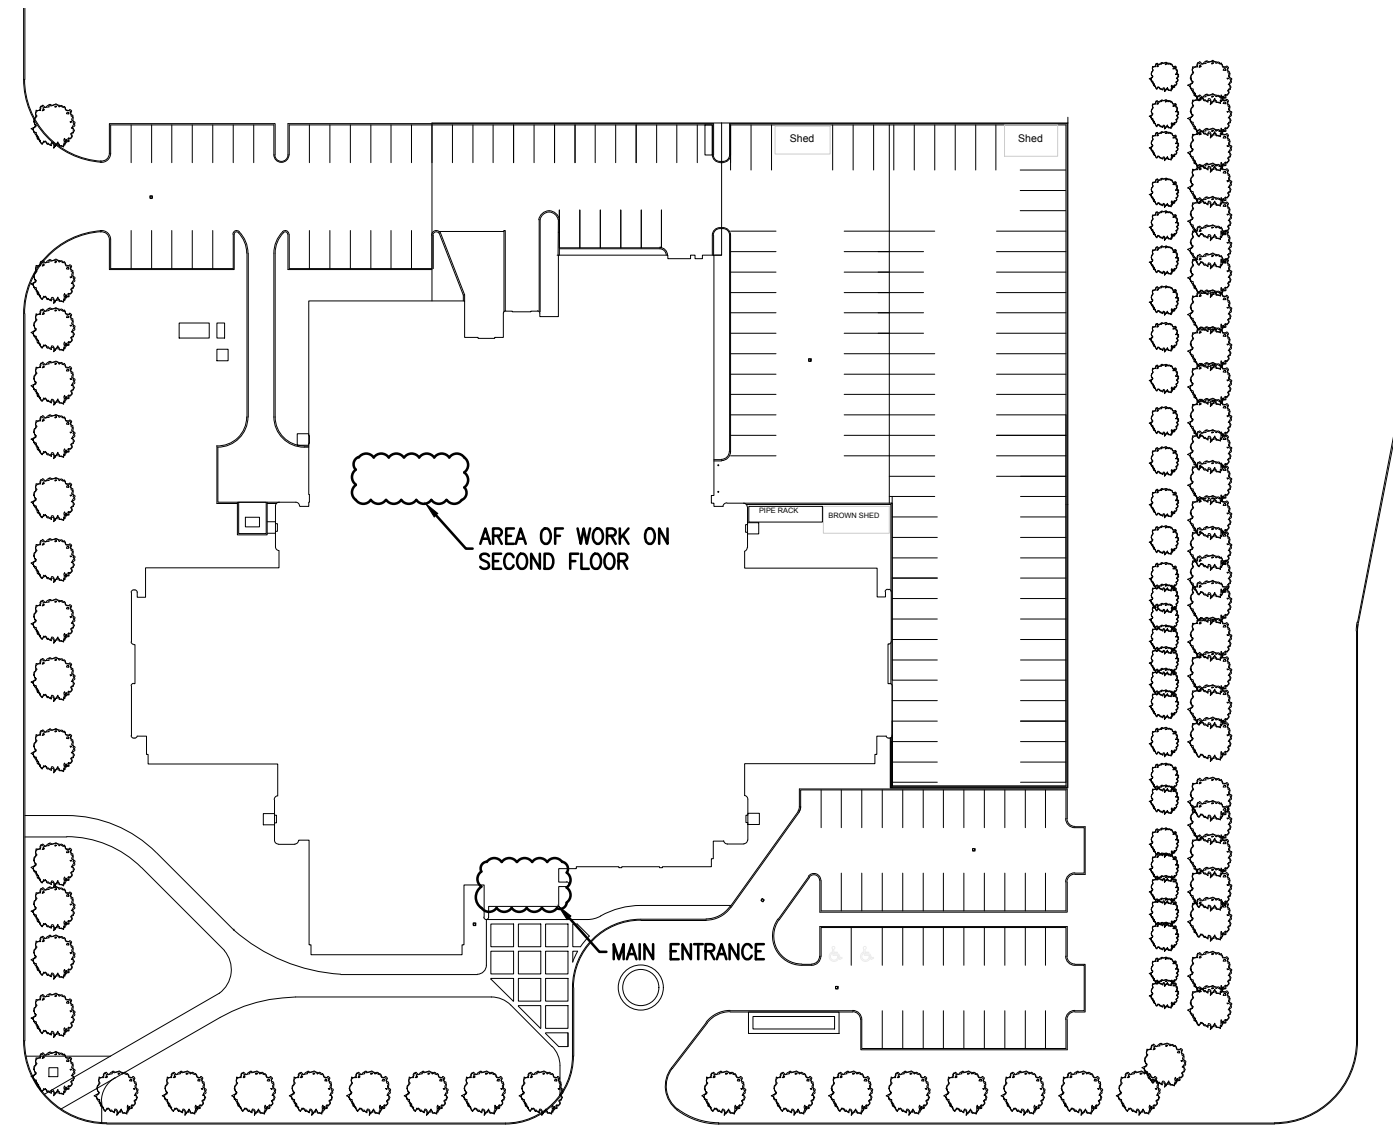 Shed
Shed
PIPE RACK
BROWN SHED
AREA OF WORK ON
SECOND FLOOR
MAIN ENTRANCE